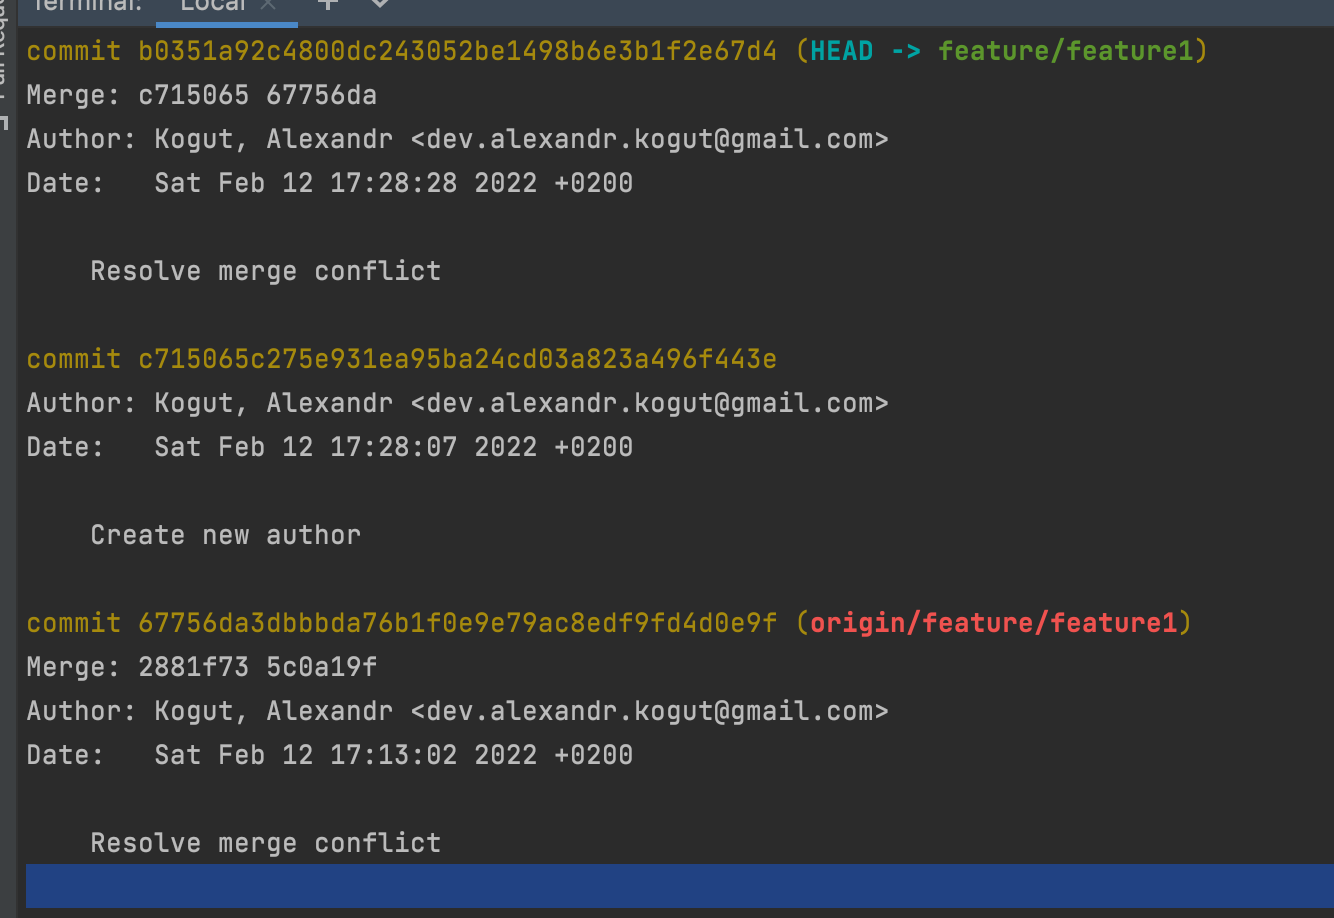 Terminal: Local × +
commit b0351a92c4800dc243052be1498b6e3b1f2e67d4 (HEAD -> feature/feature1)
Merge: c715065 67756da
Author: Kogut, Alexandr <dev.alexandr.kogut@gmail.com>
Date:   Sat Feb 12 17:28:28 2022 +0200
Resolve merge conflict
commit c715065c275e931ea95ba24cd03a823a496f443e
Author: Kogut, Alexandr <dev.alexandr.kogut@gmail.com>
Date:   Sat Feb 12 17:28:07 2022 +0200
Create new author
commit 67756da3dbbbda76b1f0e9e79ac8edf9fd4d0e9f (origin/feature/feature1)
Merge: 2881f73 5c0a19f
Author: Kogut, Alexandr <dev.alexandr.kogut@gmail.com>
Date:   Sat Feb 12 17:13:02 2022 +0200
Resolve merge conflict